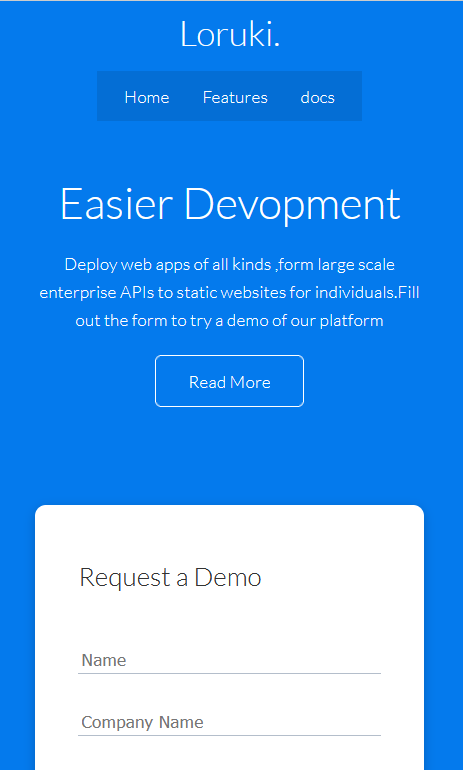 Loruki.
Home Features docs
Easier Devopment
Deploy web apps of all kinds ,form large scale
enterprise APIs to static websites for individuals.Fill
out the form to try a demo of our platform
Read More
Request a Demo
Name
Company Name